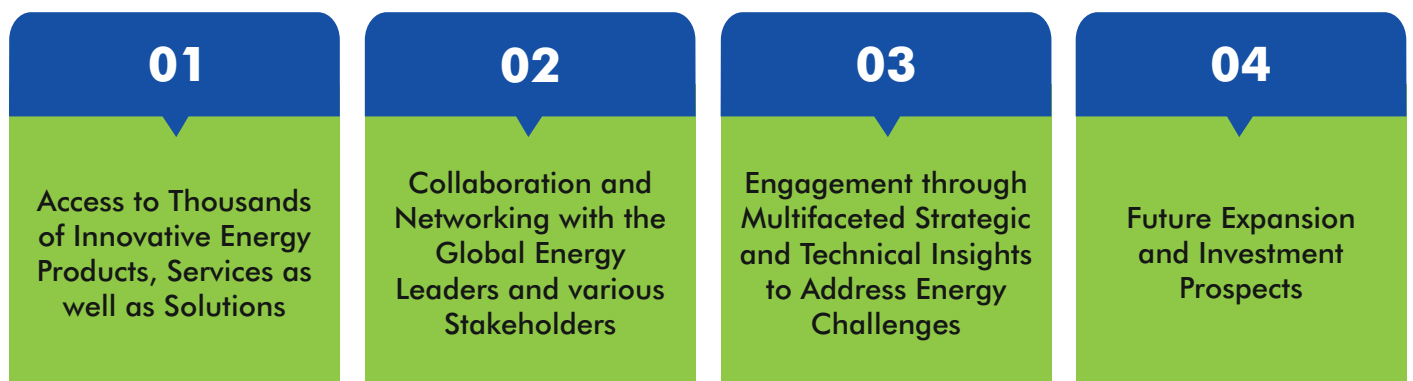 01
Access to Thousands
of Innovative Energy
Products, Services as
well as Solutions
02
Collaboration and
Networking with the
Global Energy
Leaders and various
Stakeholders
03
Engagement through
Multifaceted Strategic
and Technical Insights
to Address Energy
Challenges
04
Future Expansion
and Investment
Prospects